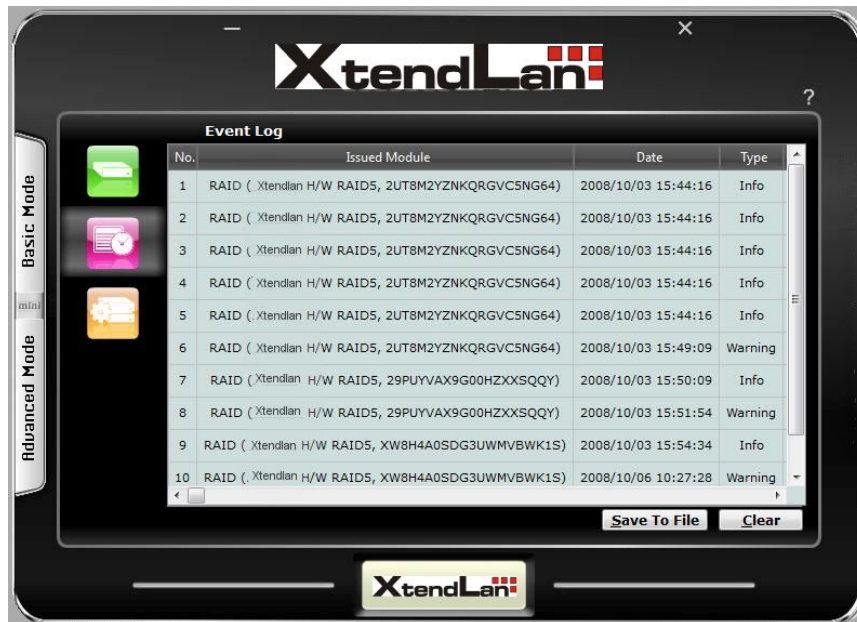 XtendLan
?
Event Log
No. Issued Module Date Type
1 RAID ( Xtendlan H/W RAID5, 2UT8M2YZNKQRGVC5NG64) 2008/10/03 15:44:16 Info
2 RAID ( Xtendlan H/W RAID5, 2UT8M2YZNKQRGVC5NG64) 2008/10/03 15:44:16 Info
3 RAID ( Xtendlan H/W RAID5, 2UT8M2YZNKQRGVC5NG64) 2008/10/03 15:44:16 Info
4 RAID ( Xtendlan H/W RAID5, 2UT8M2YZNKQRGVC5NG64) 2008/10/03 15:44:16 Info
5 RAID (. Xtendlan H/W RAID5, 2UT8M2YZNKQRGVC5NG64) 2008/10/03 15:44:16 Info
6 RAID ( Xtendlan H/W RAID5, 2UT8M2YZNKQRGVC5NG64) 2008/10/03 15:49:09 Warning
7 RAID ( Xtendlan H/W RAID5, 29PUYVAX9G00HZXXSQQY) 2008/10/03 15:50:09 Info
8 RAID ( Xtendlan H/W RAID5, 29PUYVAX9G00HZXXSQQY) 2008/10/03 15:51:54 Warning
9 RAID ( Xtendlan H/W RAID5, XW8H4A0SDG3UWMVBWK1S) 2008/10/03 15:54:34 Info
10 RAID (. Xtendlan H/W RAID5, XW8H4A0SDG3UWMVBWK1S) 2008/10/06 10:27:28 Warning
Basic Mode
mini
Advanced Mode
Save To File Clear
XtendLan